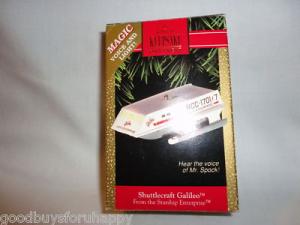 MAGIC
VOICE AND
LIGHT!
KEEPSAKE
NCC-1701/7
Hear the voice
of Mr. Spock!
Shuttlecraft Galileo™
From the Starship Enterprise™
goodbuysforuhappy